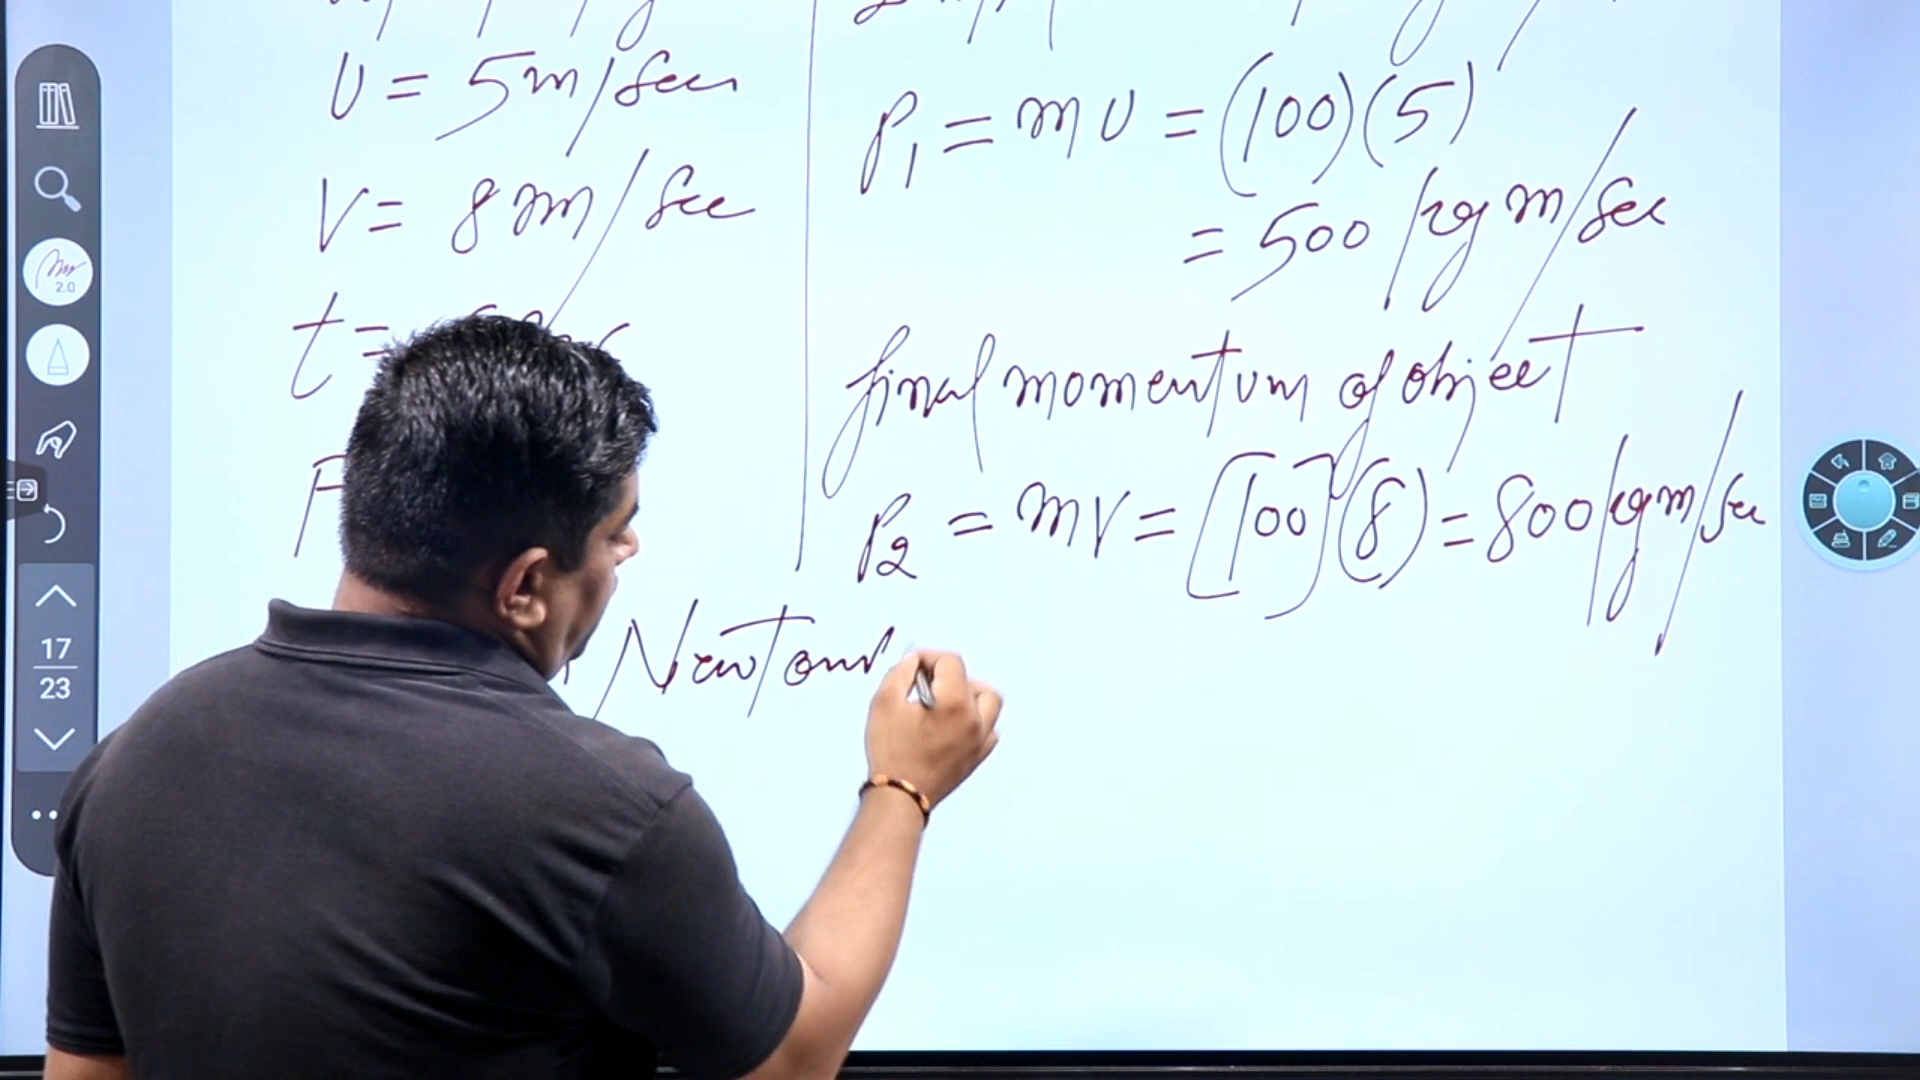 U = 5m/sec
V = 8m/sec
t =
F
P1 = mU = (100)(5)
= 500 kg m/sec
final momentum of object
P2 = mV = [100](8) = 800 kgm/sec
Newton
2.0
17
23